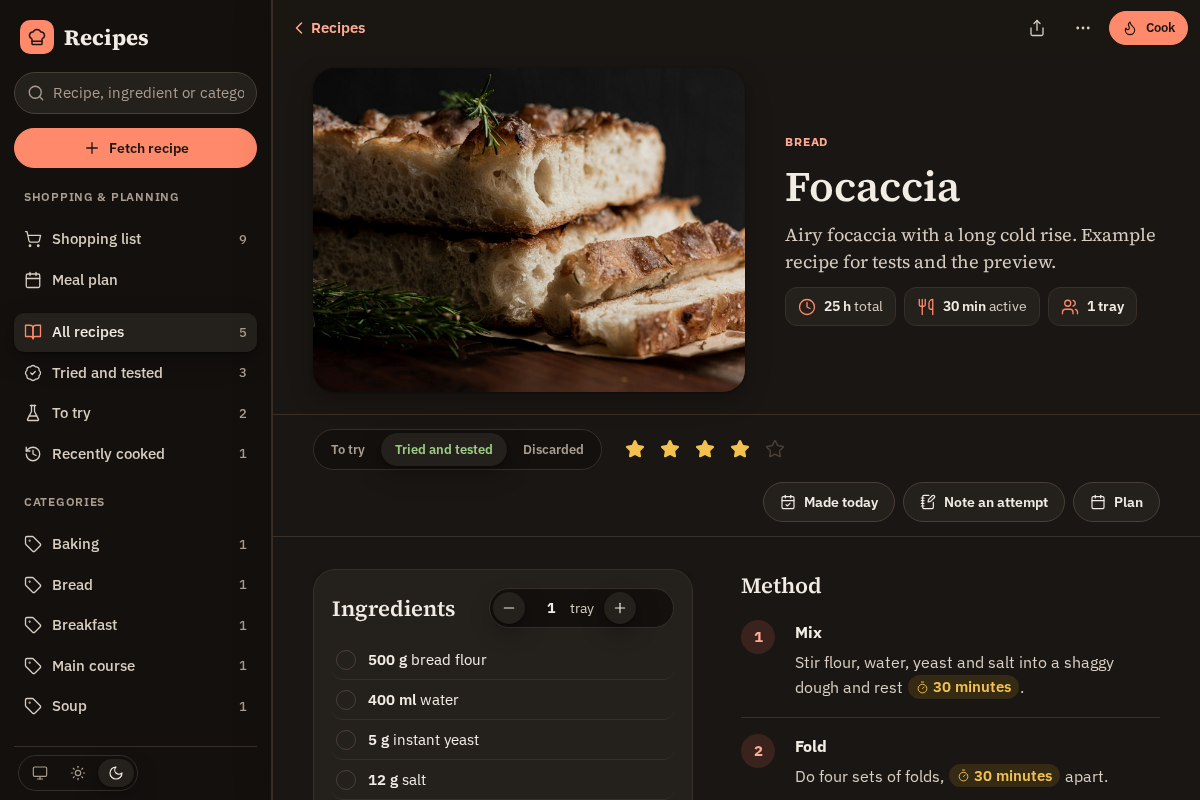 Recipes
Recipe, ingredient or catego
Fetch recipe
SHOPPING & PLANNING
Shopping list 9
Meal plan
All recipes 5
Tried and tested 3
To try 2
Recently cooked 1
CATEGORIES
Baking 1
Bread 1
Breakfast 1
Main course 1
Soup 1
Recipes
Cook
BREAD
Focaccia
Airy focaccia with a long cold rise. Example
recipe for tests and the preview.
25 h total 30 min active 1 tray
To try Tried and tested Discarded
Made today Note an attempt Plan
Ingredients 1 tray
500 g bread flour
400 ml water
5 g instant yeast
12 g salt
Method
1 Mix
Stir flour, water, yeast and salt into a shaggy
dough and rest 30 minutes.
2 Fold
Do four sets of folds, 30 minutes apart.